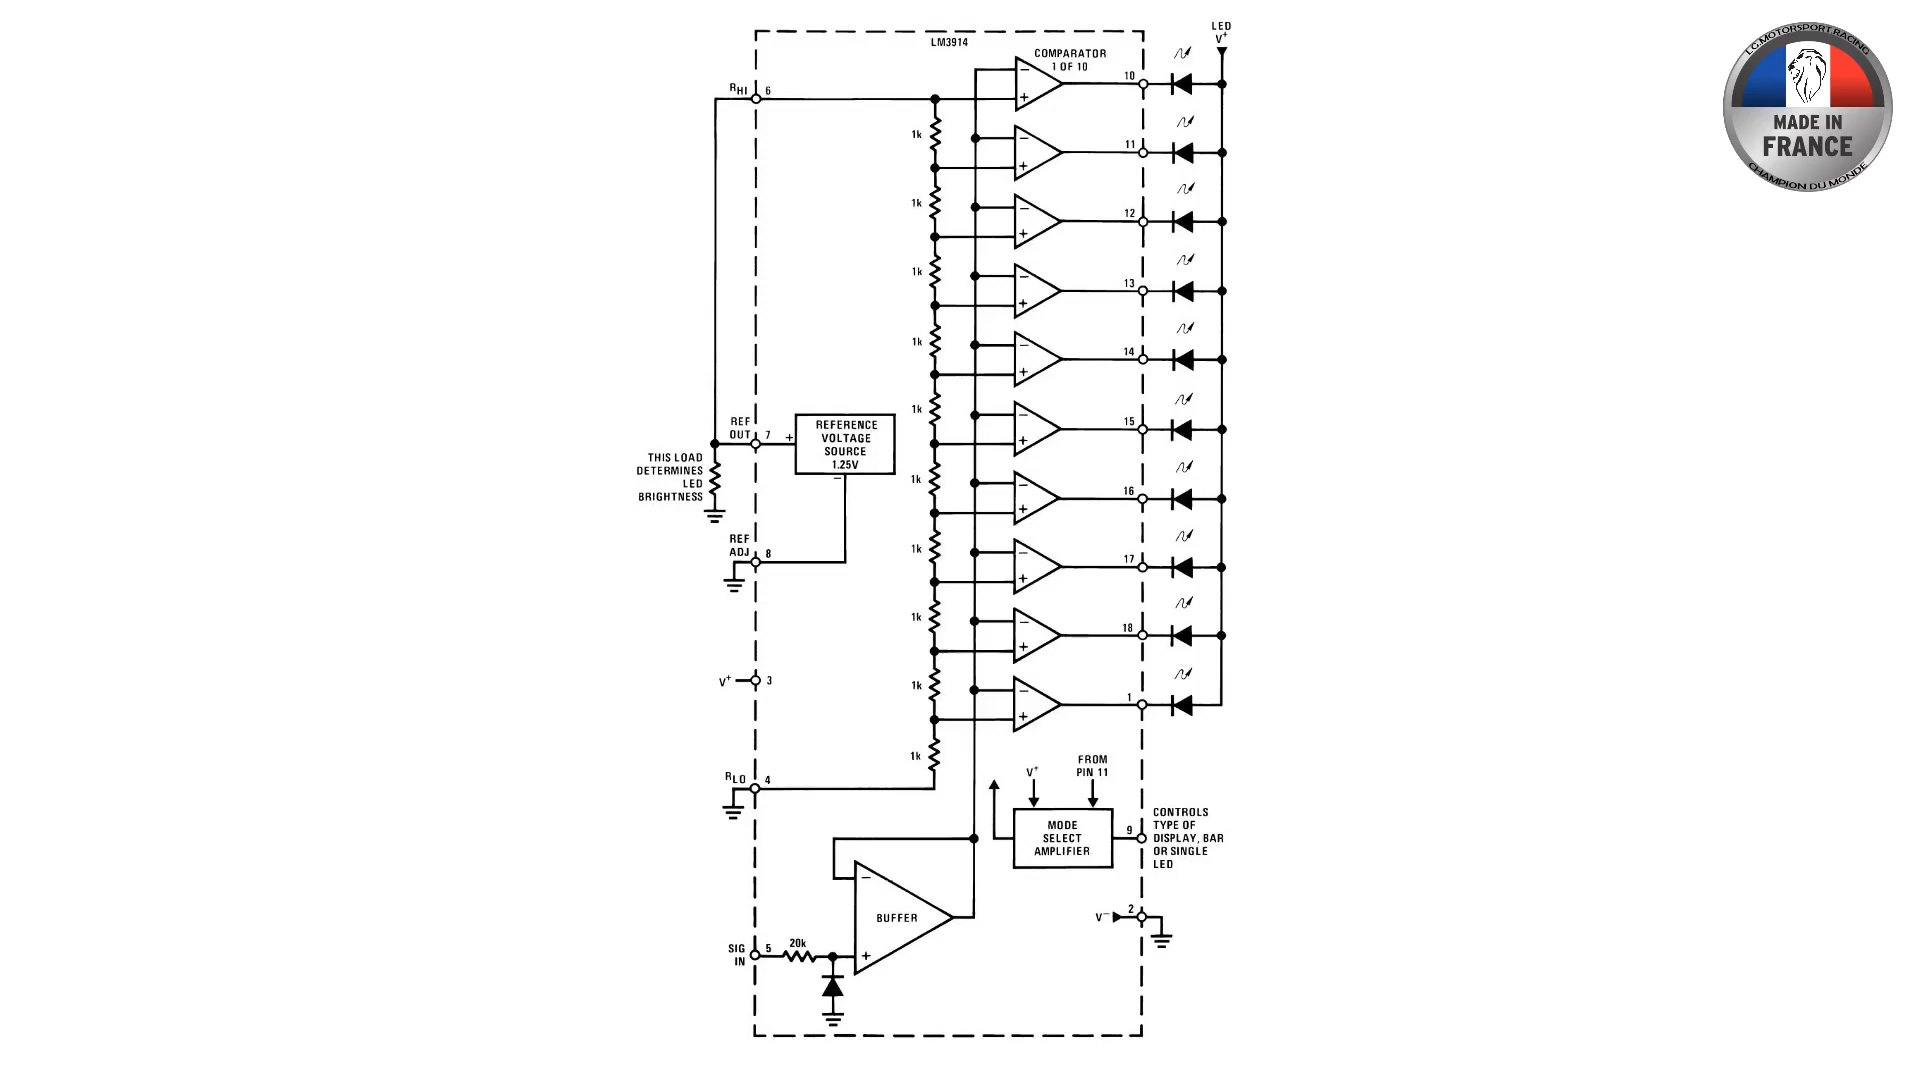 LED
V+
LM3914
COMPARATOR
1 OF 10
10
RHI
6
1k
11
1k
12
1k
13
1k
14
1k
15
REF
OUT
7
+
REFERENCE
VOLTAGE
SOURCE
1.25V
−
THIS LOAD
DETERMINES
LED
BRIGHTNESS
1k
16
REF
ADJ
8
1k
17
1k
18
V+
3
1k
1
1k
RLO
4
V+
FROM
PIN 11
MODE
SELECT
AMPLIFIER
9
CONTROLS
TYPE OF
DISPLAY, BAR
OR SINGLE
LED
−
BUFFER
+
V−
2
SIG
IN
5
20k
L.G.MOTORSPORT.RACING
MADE IN
FRANCE
CHAMPION DU MONDE